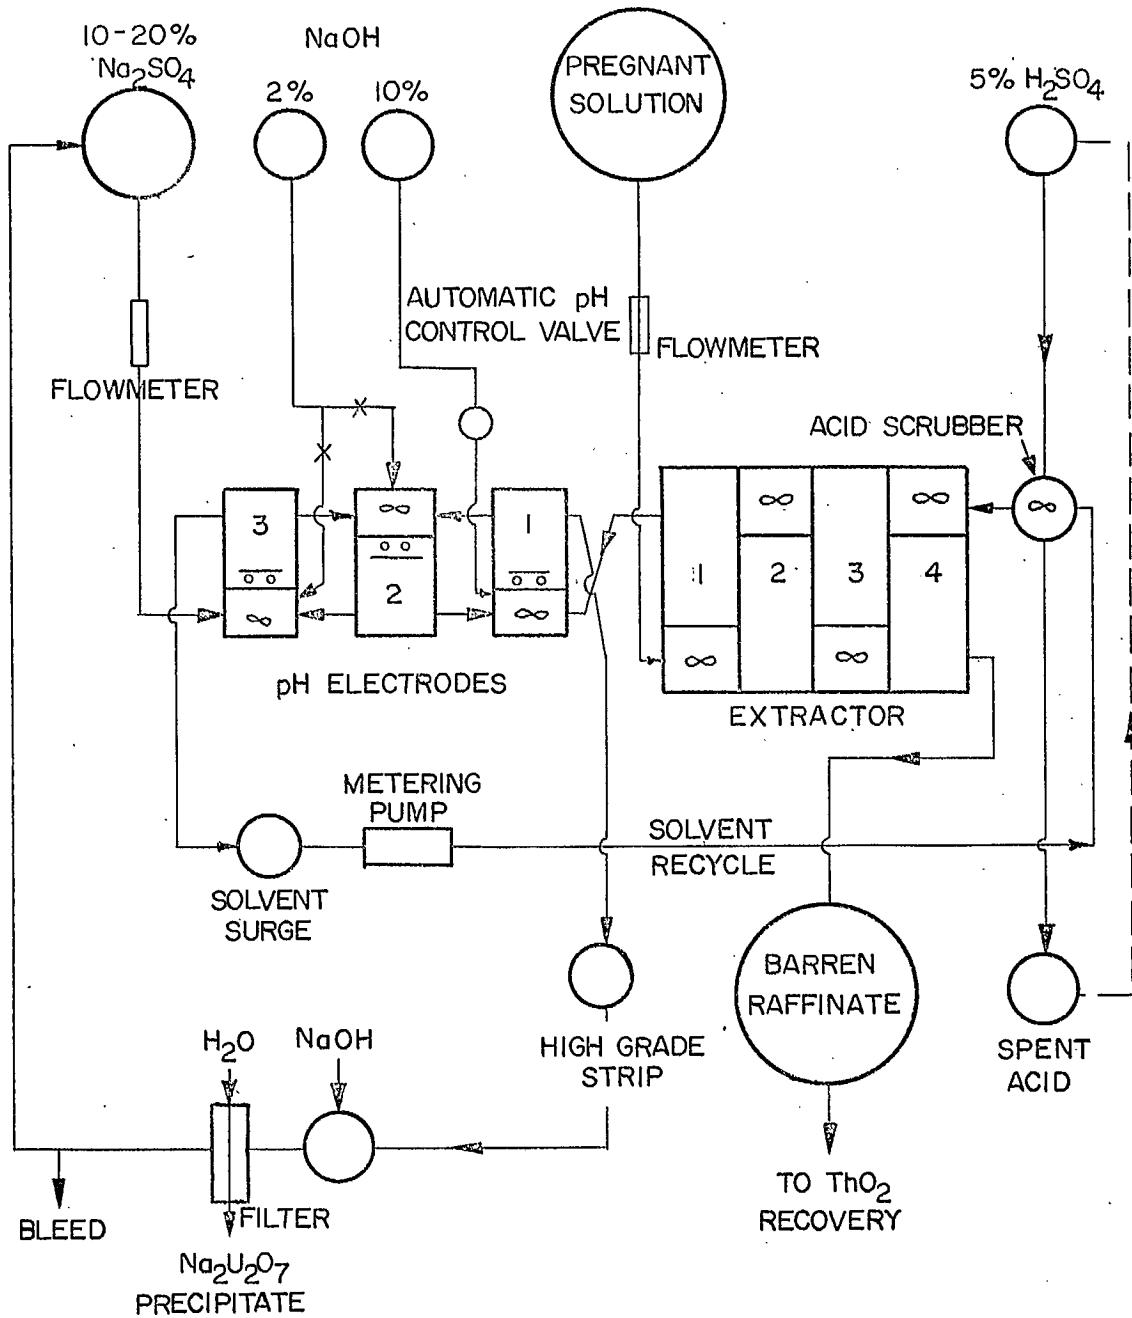 10-20%
Na2SO4
NaOH
2%
10%
PREGNANT
SOLUTION
5% H2SO4
AUTOMATIC pH
CONTROL VALVE
FLOWMETER
FLOWMETER
ACID SCRUBBER
3
2
1
1
2
3
4
pH ELECTRODES
EXTRACTOR
METERING
PUMP
SOLVENT
RECYCLE
SOLVENT
SURGE
BARREN
RAFFINATE
HIGH GRADE
STRIP
SPENT
ACID
H2O
NaOH
FILTER
BLEED
Na2U2O7
PRECIPITATE
TO ThO2
RECOVERY